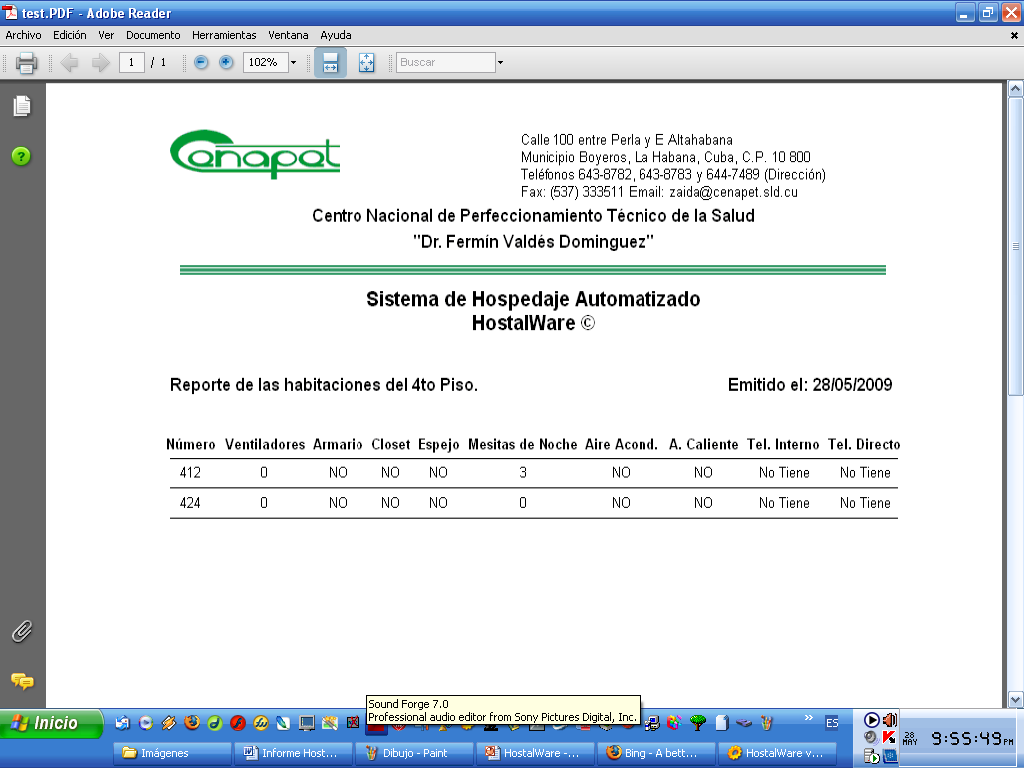 test.PDF - Adobe Reader
Archivo Edición Ver Documento Herramientas Ventana Ayuda
1 / 1 102% Buscar
Cenapet
Calle 100 entre Perla y E Altahabana
Municipio Boyeros, La Habana, Cuba, C.P. 10 800
Teléfonos 643-8782, 643-8783 y 644-7489 (Dirección)
Fax: (537) 333511 Email: zaida@cenapet.sld.cu
Centro Nacional de Perfeccionamiento Técnico de la Salud
"Dr. Fermín Valdés Dominguez"
Sistema de Hospedaje Automatizado
HostalWare ©
Reporte de las habitaciones del 4to Piso. Emitido el: 28/05/2009
Número Ventiladores Armario Closet Espejo Mesitas de Noche Aire Acond. A. Caliente Tel. Interno Tel. Directo
412 0 NO NO NO 3 NO NO No Tiene No Tiene
424 0 NO NO NO 0 NO NO No Tiene No Tiene
Sound Forge 7.0
Professional audio editor from Sony Pictures Digital, Inc.
Inicio ES 28 MAY 9:55:49 PM
Imágenes Informe Host... Dibujo - Paint HostalWare -... Bing - A bett... HostalWare v...